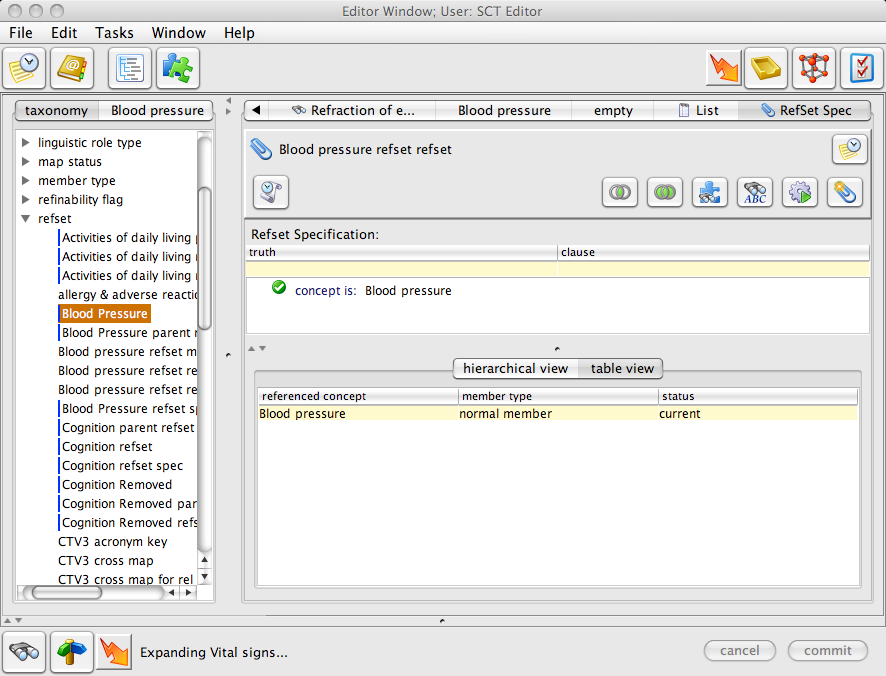 Editor Window; User: SCT Editor
File Edit Tasks Window Help
taxonomy Blood pressure
Refraction of e... Blood pressure empty List RefSet Spec
linguistic role type
map status
member type
refinability flag
refset
Activities of daily living
Activities of daily living
Activities of daily living
allergy & adverse reactic
Blood Pressure
Blood Pressure parent
Blood pressure refset m
Blood pressure refset re
Blood pressure refset re
Blood Pressure refset sp
Cognition parent refset
Cognition refset
Cognition refset spec
Cognition Removed
Cognition Removed par
Cognition Removed refs
CTV3 acronym key
CTV3 cross map
CTV3 cross map for rel
Blood pressure refset refset
ABC
Refset Specification:
truth clause
concept is: Blood pressure
hierarchical view table view
referenced concept member type status
Blood pressure normal member current
Expanding Vital signs...
cancel commit